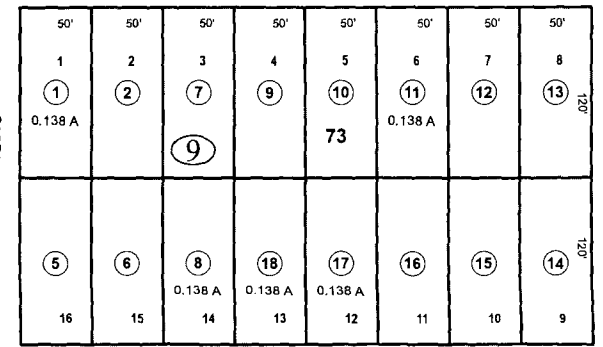 50' 50' 50' 50' 50' 50' 50' 50'
1 2 3 4 5 6 7 8
1 2 7 9 10 11 12 13
120'
0.138 A 0.138 A
9 73
5 6 8 18 17 16 15 14
120'
0.138 A 0.138 A 0.138 A
16 15 14 13 12 11 10 9